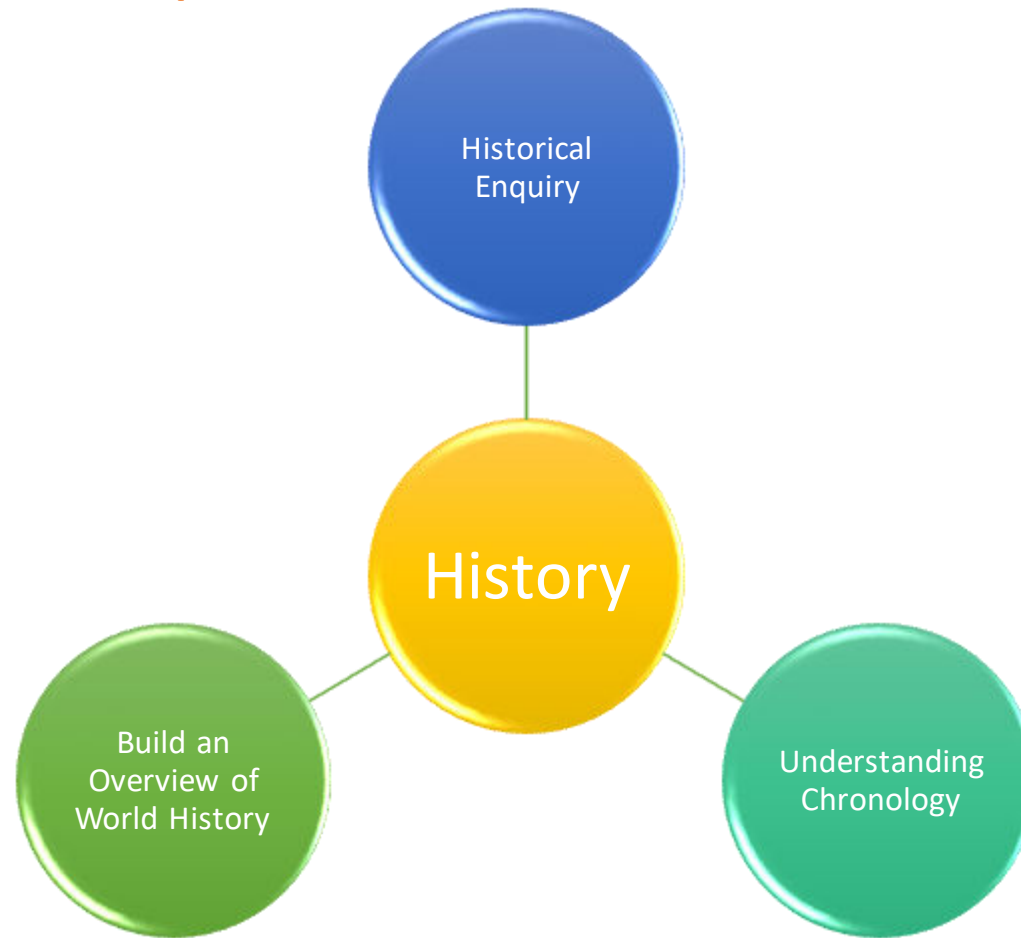 Historical
Enquiry
History
Build an
Overview of
World History
Understanding
Chronology